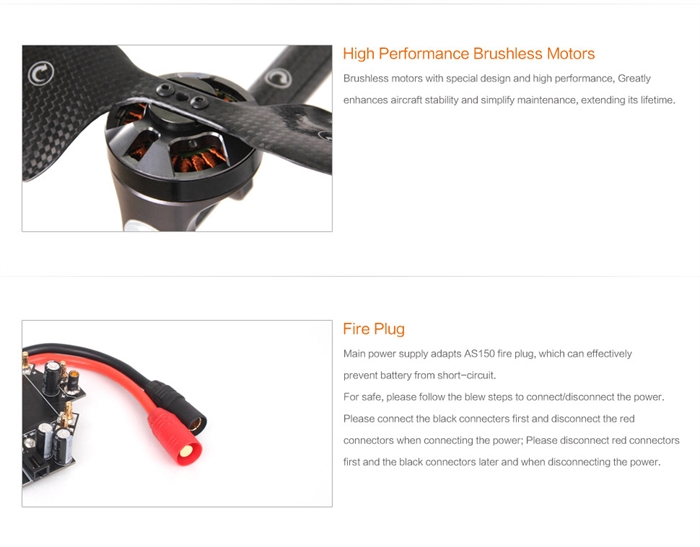 High Performance Brushless Motors
Brushless motors with special design and high performance, Greatly
enhances aircraft stability and simplify maintenance, extending its lifetime.
Fire Plug
Main power supply adapts AS150 fire plug, which can effectively
prevent battery from short-circuit.
For safe, please follow the blew steps to connect/disconnect the power.
Please connect the black connecters first and disconnect the red
connectors when connecting the power; Please disconnect red connectors
first and the black connectors later and when disconnecting the power.